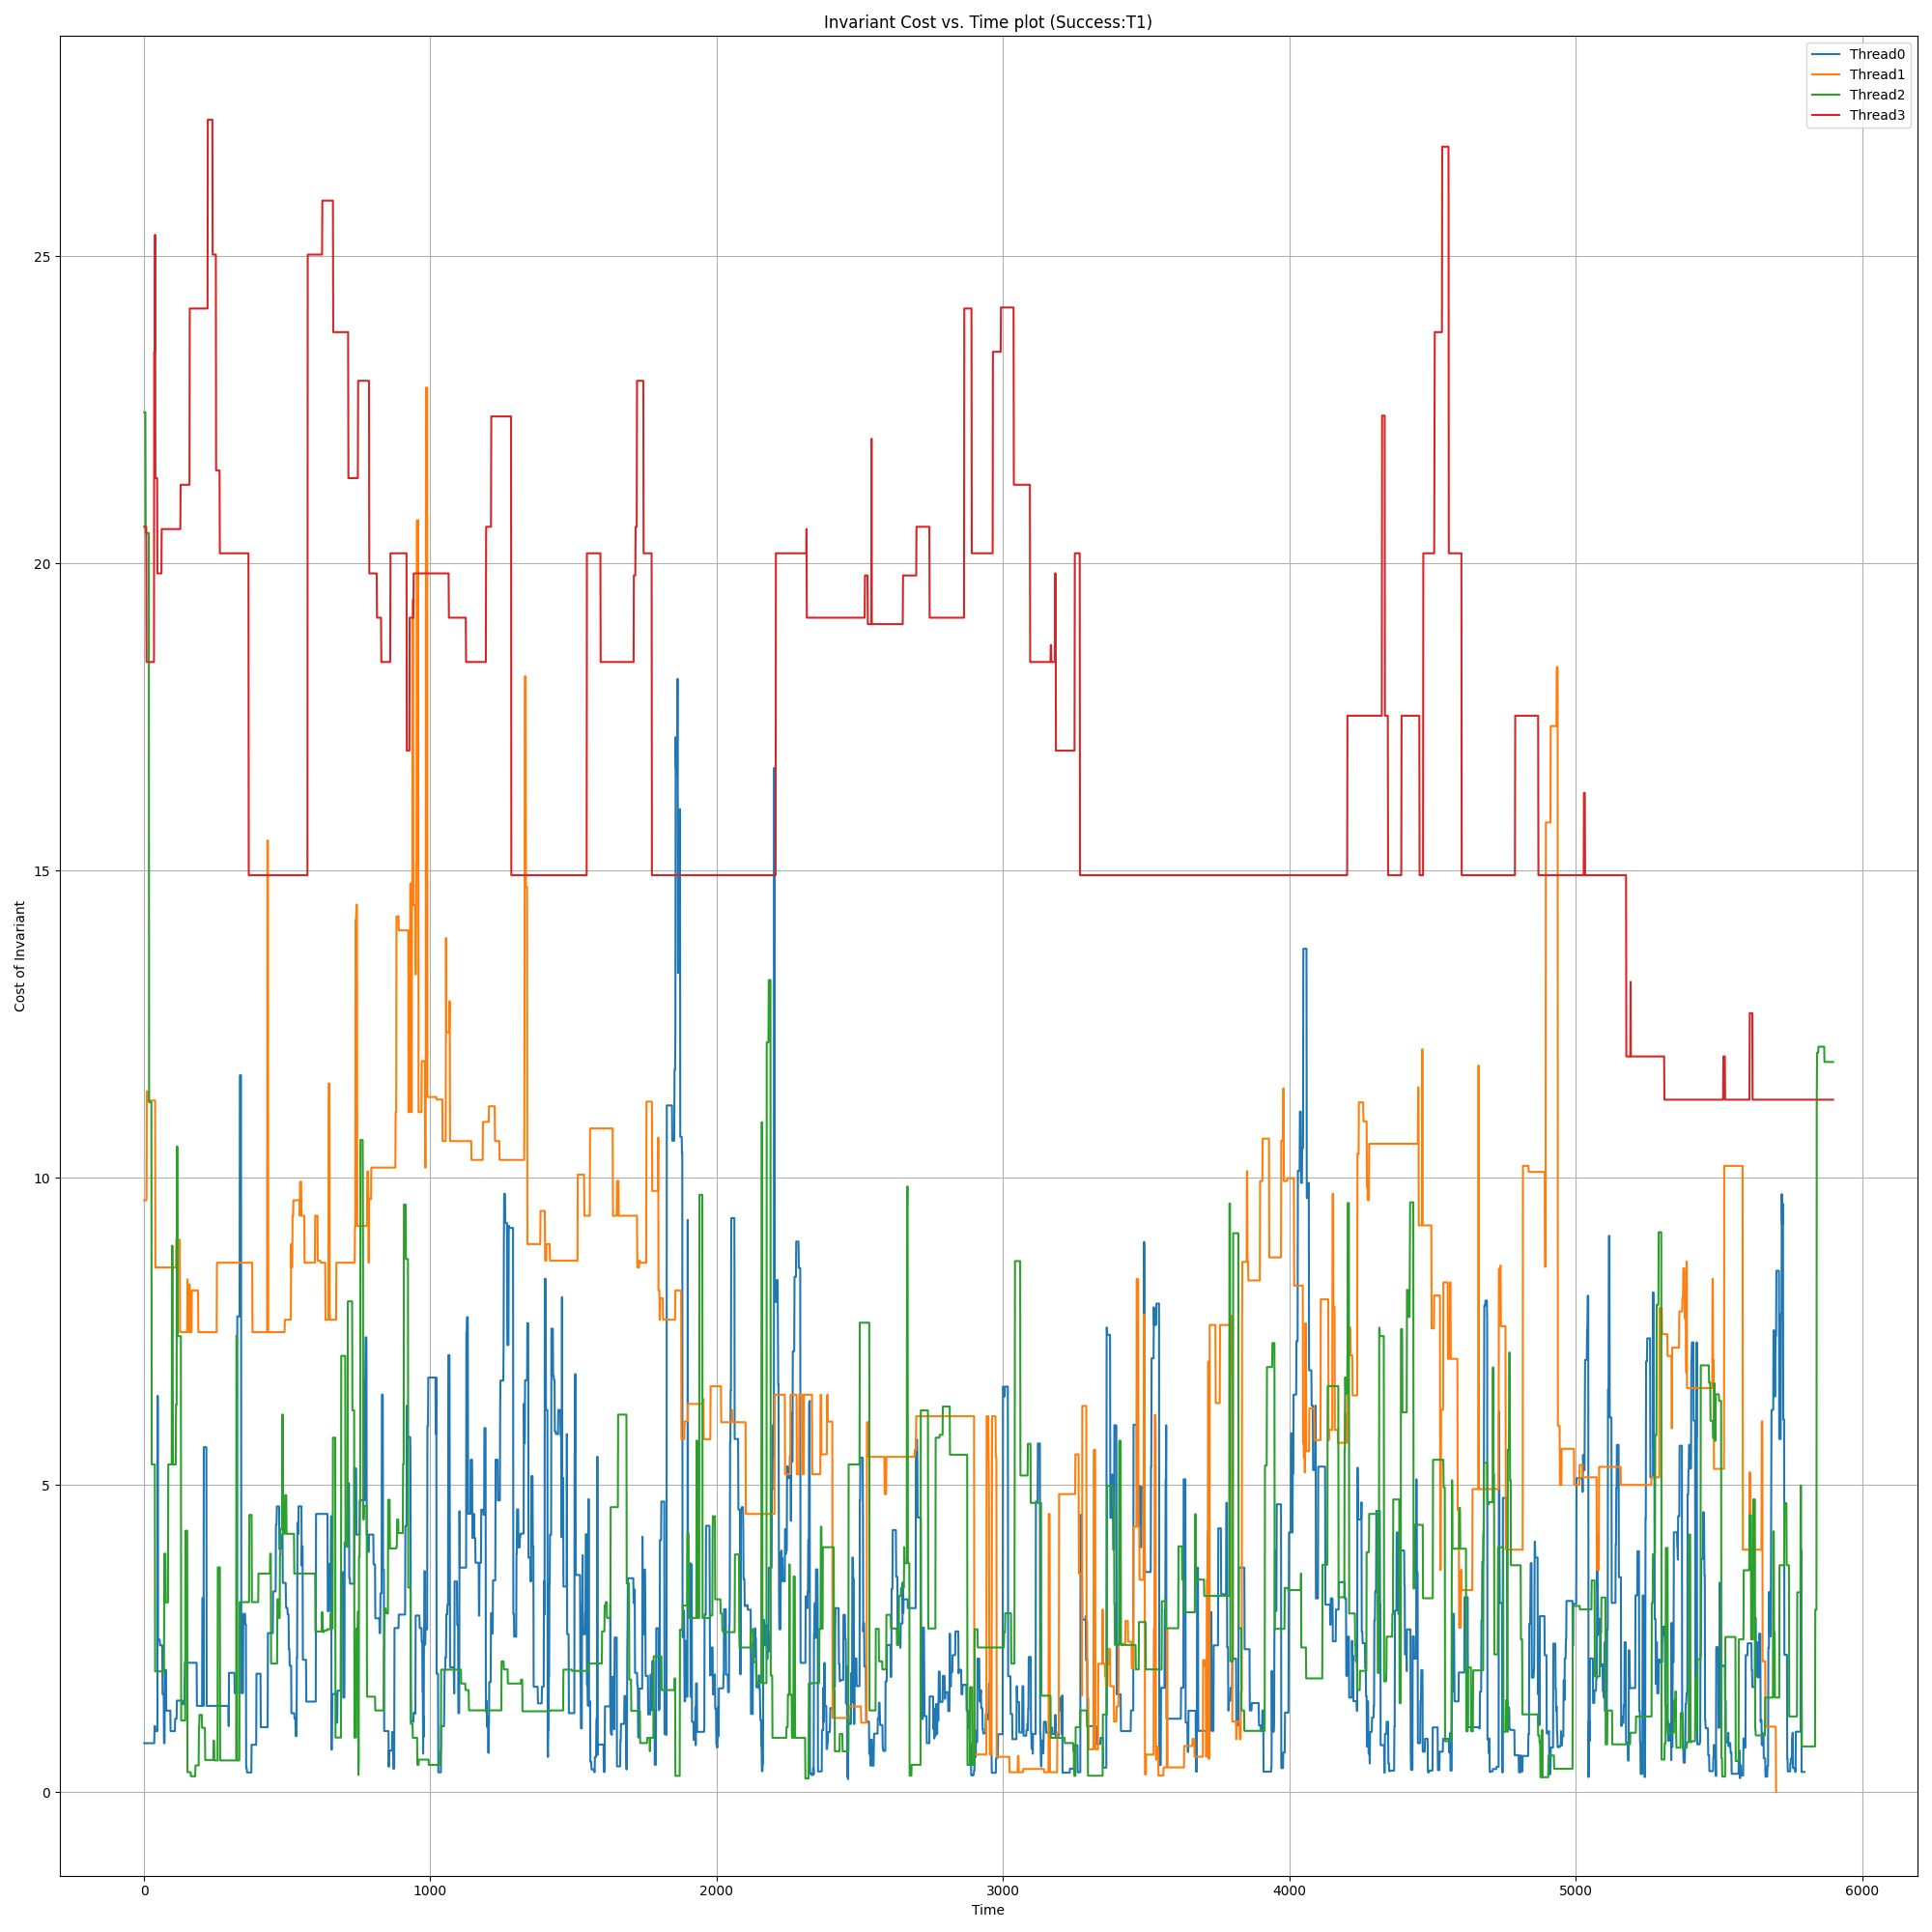 Invariant Cost vs. Time plot (Success:T1)
Thread0
Thread1
Thread2
Thread3
25
20
15
10
5
0
Cost of Invariant
0 1000 2000 3000 4000 5000 6000
Time